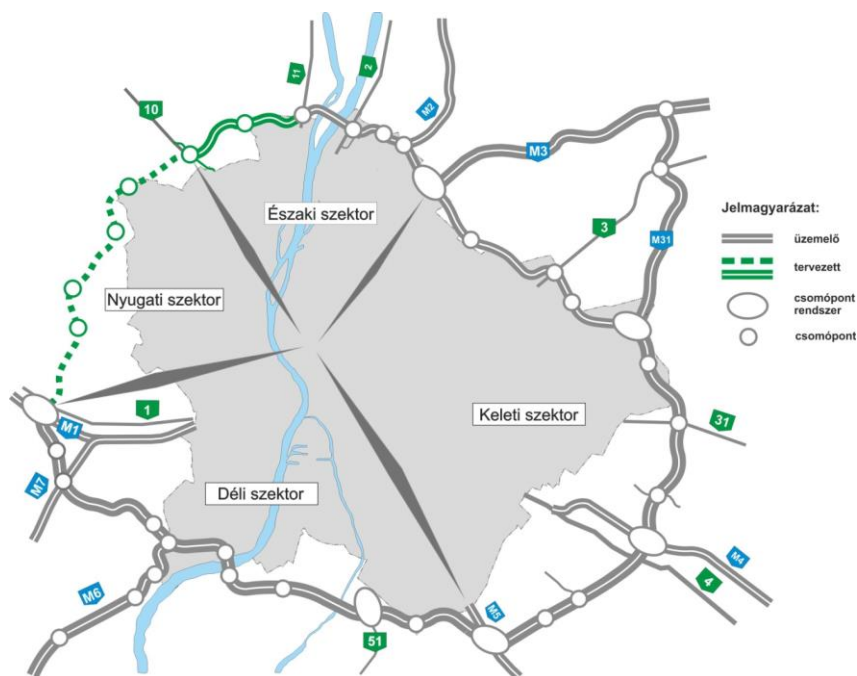 11
2
10
M2
M3
Északi szektor
3
M31
Jelmagyarázat:
üzemelő
tervezett
csomópont
rendszer
csomópont
Nyugati szektor
1
M1
Keleti szektor
31
M7
Déli szektor
M6
M4
4
M5
51